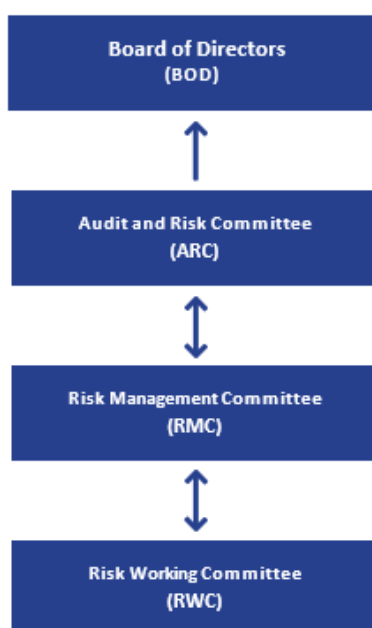 Board of Directors
(BOD)
Audit and Risk Committee
(ARC)
Risk Management Committee
(RMC)
Risk Working Committee
(RWC)